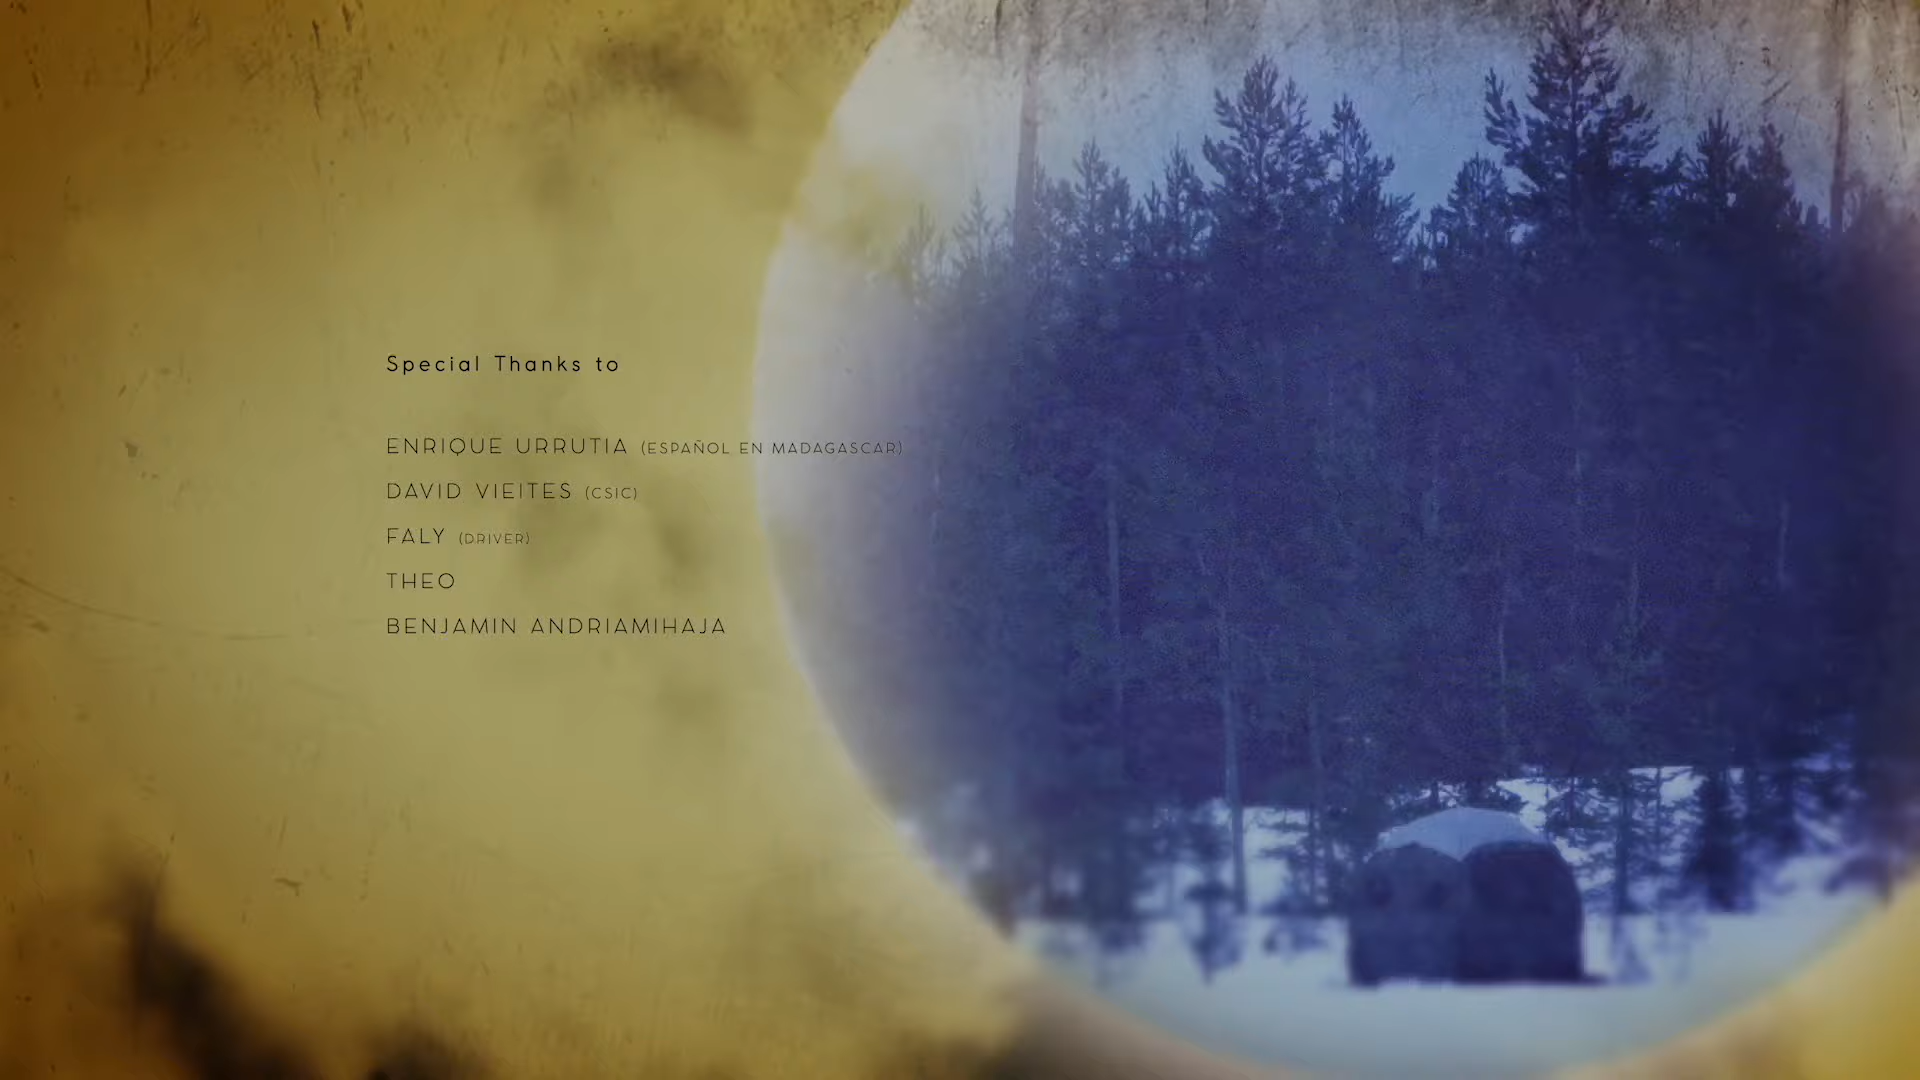 Special Thanks to
ENRIQUE URRUTIA (ESPAÑOL EN MADAGASCAR)
DAVID VIEITES (CSIC)
FALY (DRIVER)
THEO
BENJAMIN ANDRIAMIHAJA